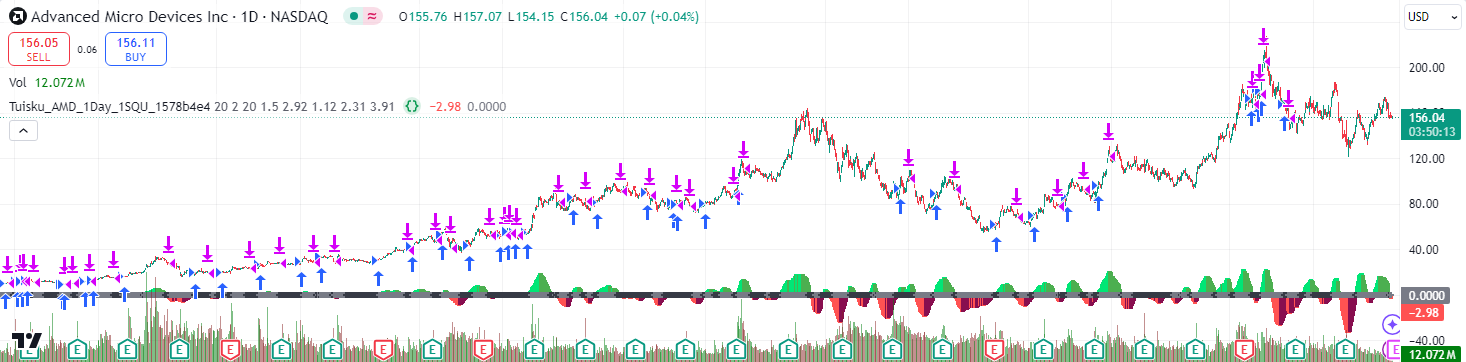 Advanced Micro Devices Inc · 1D · NASDAQ O155.76 H157.07 L154.15 C156.04 +0.07 (+0.04%)
USD
156.05 SELL
0.06
156.11 BUY
Vol 12.072M
Tuisku_AMD_1Day_1SQU_1578b4e4 20 2 20 1.5 2.92 1.12 2.31 3.91 {} −2.98 0.0000
200.00
156.04
03:50:13
120.00
80.00
40.00
0.0000
−2.98
−40.00
12.072M
E E E E E E E E E E E E E E E E E E E E E E E E E E E E